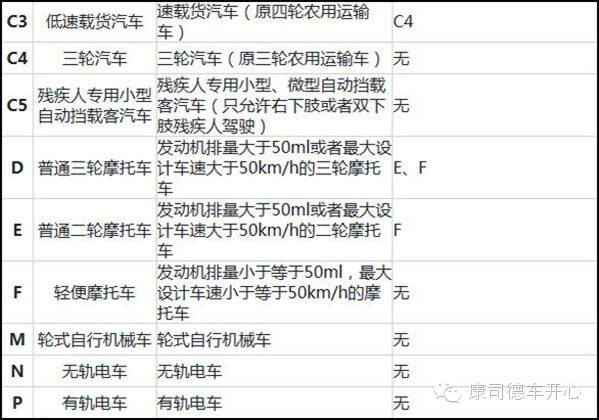 速载货汽车（原四轮农用运输
C3 低速载货汽车 车） C4
C4 三轮汽车 三轮汽车（原三轮农用运输车） 无
残疾人专用小型、微型自动挡载
C5 残疾人专用小型 客汽车（只允许右下肢或者双下 无
自动挡载客汽车 肢残疾人驾驶）
发动机排量大于50ml或者最大设
D 普通三轮摩托车 计车速大于50km/h的三轮摩托 E、F
车
发动机排量大于50ml或者最大设
E 普通二轮摩托车 计车速大于50km/h的二轮摩托 F
车
发动机排量小于等于50ml，最大
F 轻便摩托车 设计车速小于等于50km/h的摩 无
托车
M 轮式自行机械车 轮式自行机械车 无
N 无轨电车 无轨电车 无
P 有轨电车 有轨电车 无
康司德车开心